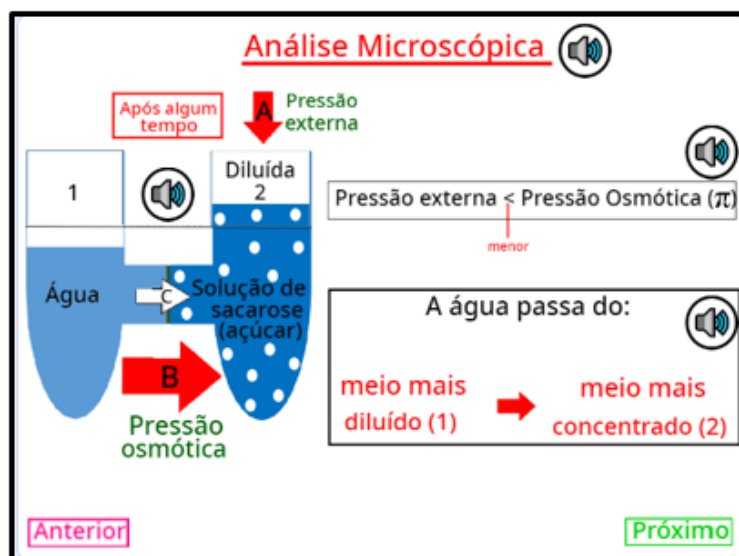 Análise Microscópica
Após algum
tempo
A
Pressão
externa
1
Diluída
2
Pressão externa < Pressão Osmótica (π)
menor
Água
C
Solução de
sacarose
(açúcar)
B
Pressão
osmótica
A água passa do:
meio mais
diluído (1)
meio mais
concentrado (2)
Anterior
Próximo